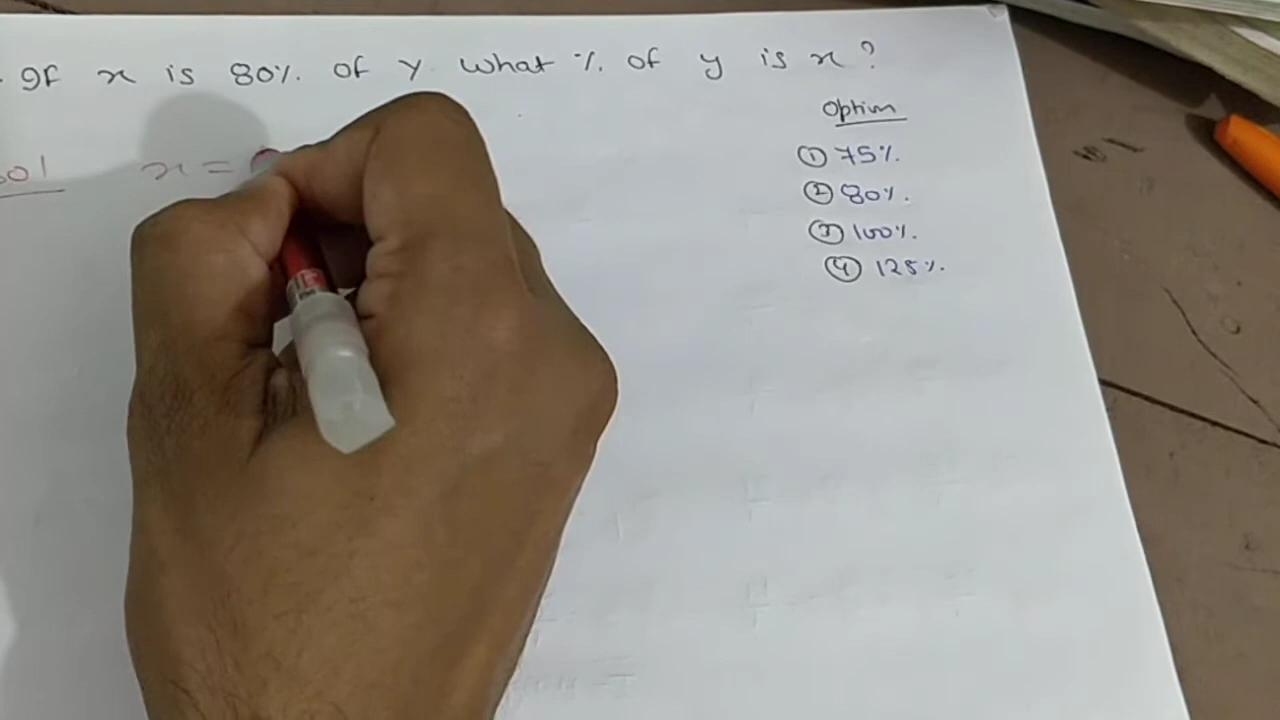 If x is 80% of y what % of y is x ?
Option
① 75%.
② 80%.
③ 100%.
④ 125%.
Sol x =